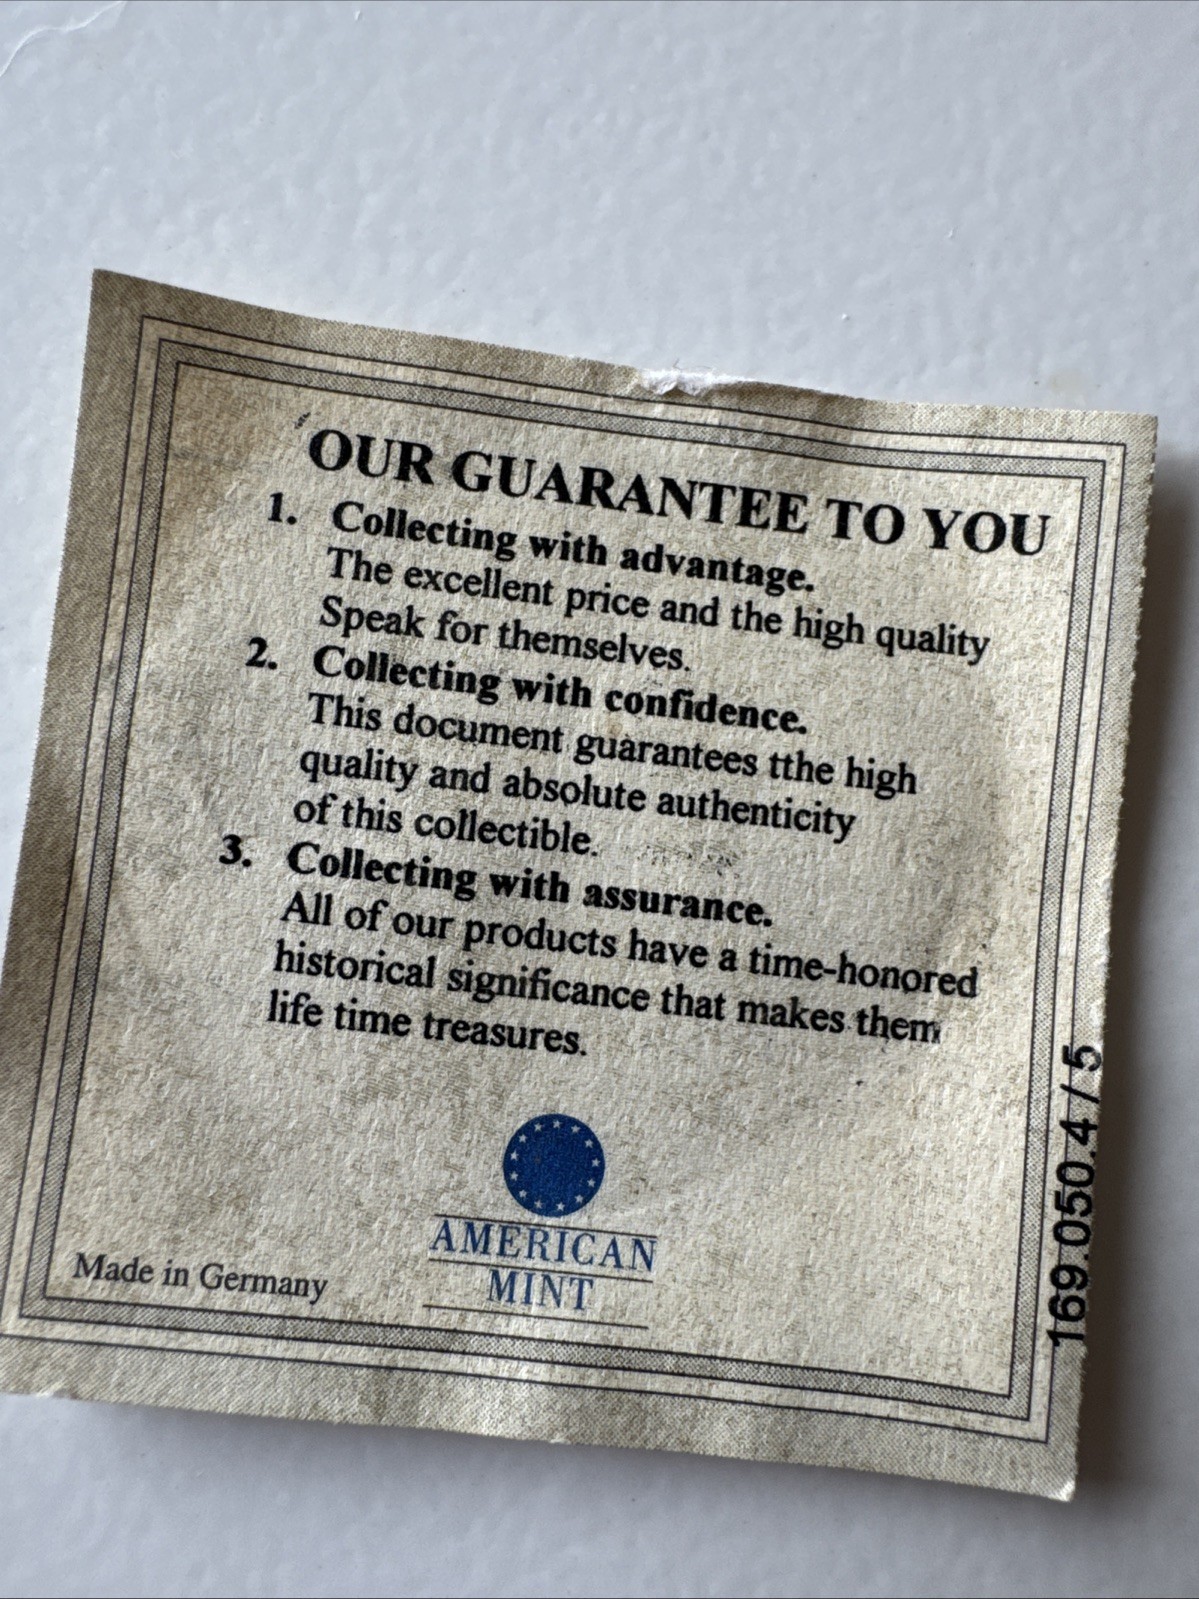 OUR GUARANTEE TO YOU
1. Collecting with advantage.
The excellent price and the high quality
Speak for themselves.
2. Collecting with confidence.
This document guarantees tthe high
quality and absolute authenticity
of this collectible.
3. Collecting with assurance.
All of our products have a time-honored
historical significance that makes them
life time treasures.
AMERICAN
MINT
Made in Germany
169.050.4 / 5